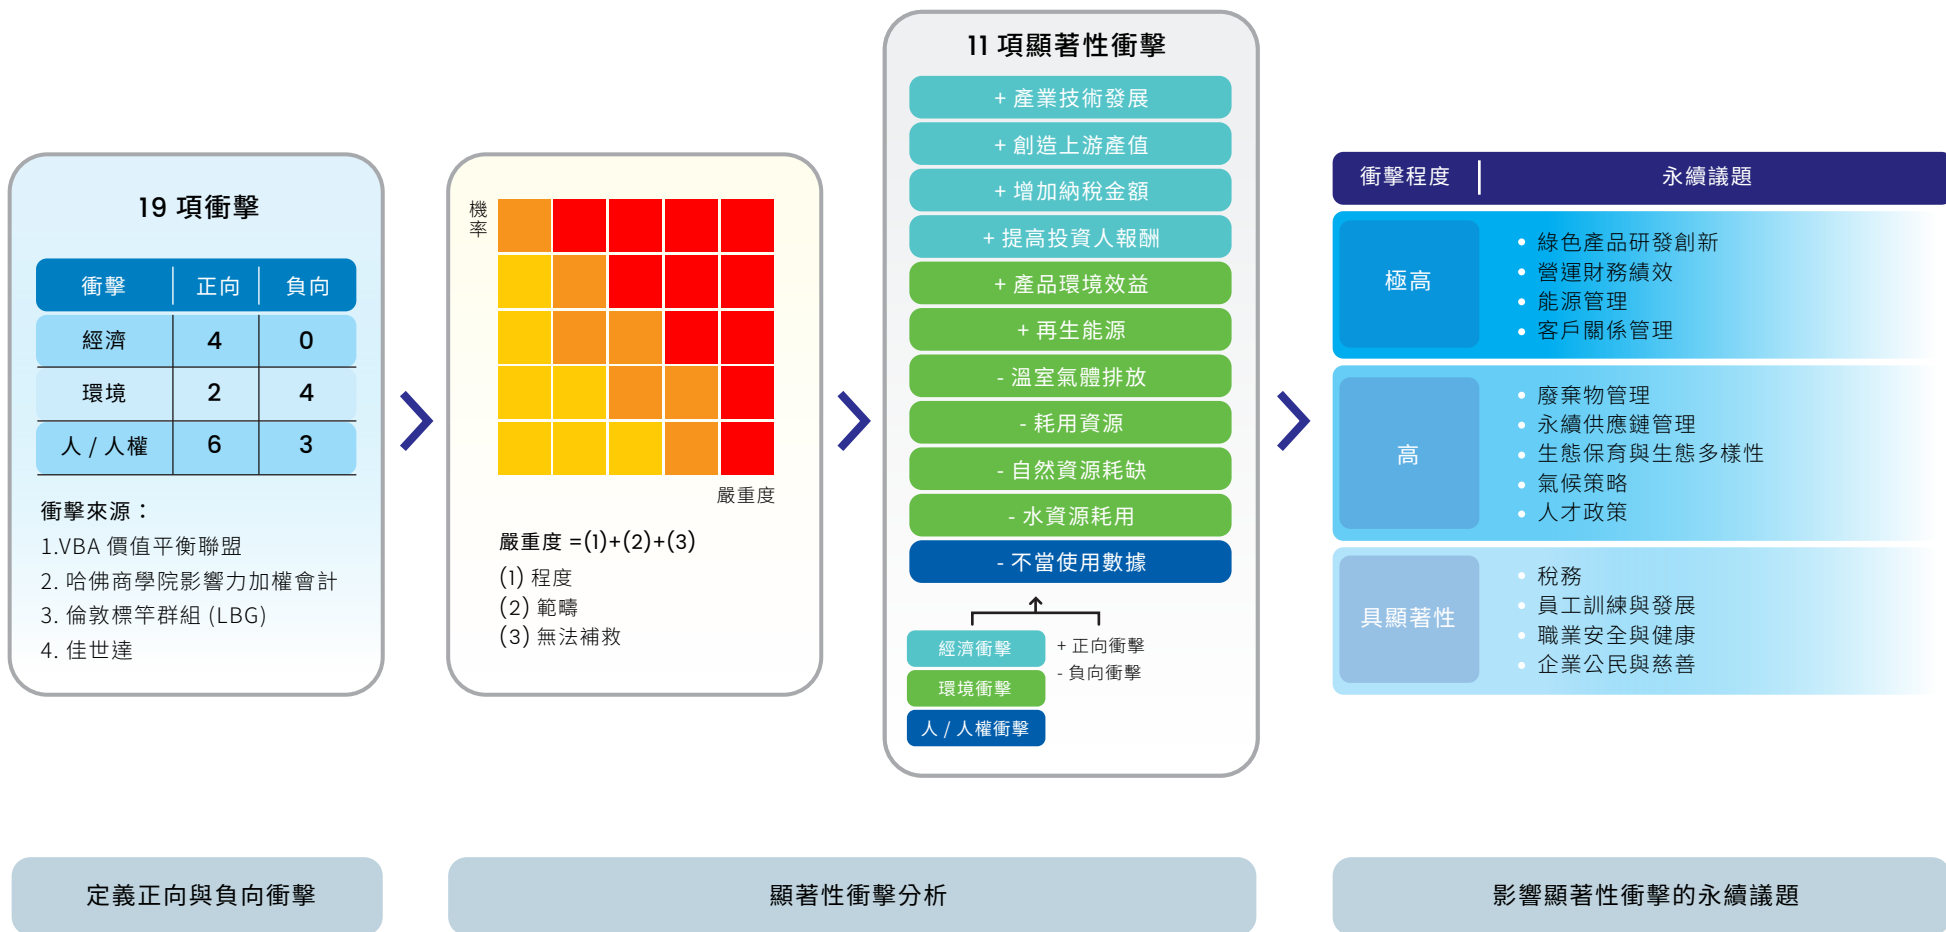 19 項衝擊
衝擊 正向 負向
經濟 4 0
環境 2 4
人 / 人權 6 3
衝擊來源：
1.VBA 價值平衡聯盟
2. 哈佛商學院影響力加權會計
3. 倫敦標竿群組 (LBG)
4. 佳世達
機率
嚴重度
嚴重度 =(1)+(2)+(3)
(1) 程度
(2) 範疇
(3) 無法補救
11 項顯著性衝擊
+ 產業技術發展
+ 創造上游產值
+ 增加納稅金額
+ 提高投資人報酬
+ 產品環境效益
+ 再生能源
- 溫室氣體排放
- 耗用資源
- 自然資源耗缺
- 水資源耗用
- 不當使用數據
經濟衝擊
環境衝擊
人 / 人權衝擊
+ 正向衝擊
- 負向衝擊
衝擊程度 永續議題
極高
• 綠色產品研發創新
• 營運財務績效
• 能源管理
• 客戶關係管理
高
• 廢棄物管理
• 永續供應鏈管理
• 生態保育與生態多樣性
• 氣候策略
• 人才政策
具顯著性
• 稅務
• 員工訓練與發展
• 職業安全與健康
• 企業公民與慈善
定義正向與負向衝擊
顯著性衝擊分析
影響顯著性衝擊的永續議題